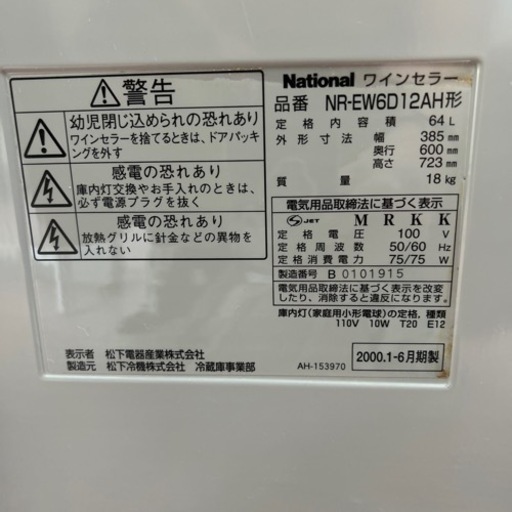 警告
幼児閉じ込められの恐れあり
ワインセラーを捨てるときは、ドアパッキングを外す
感電の恐れあり
庫内灯交換やお手入れのときは、
必ず電源プラグを抜く
感電の恐れあり
放熱グリルに針金などの異物を
入れない
National ワインセラー
品番 NR-EW6D12AH形
定格内容積 64L
外形寸法 幅 385mm
奥行 600mm
高さ 723mm
質量 18kg
電気用品取締法に基づく表示
S JET M R K K
定格電圧 100 V
定格周波数 50/60 Hz
定格消費電力 75/75 W
製造番号 B 0101915
電気用品取締法に基づく表示を改変
したり、消除すると違反になります。
庫内灯(家庭用小形電球)の定格、種類
110V 10W T20 E12
表示者 松下電器産業株式会社
製造元 松下冷機株式会社 冷蔵庫事業部
AH-153970
2000.1-6月期製